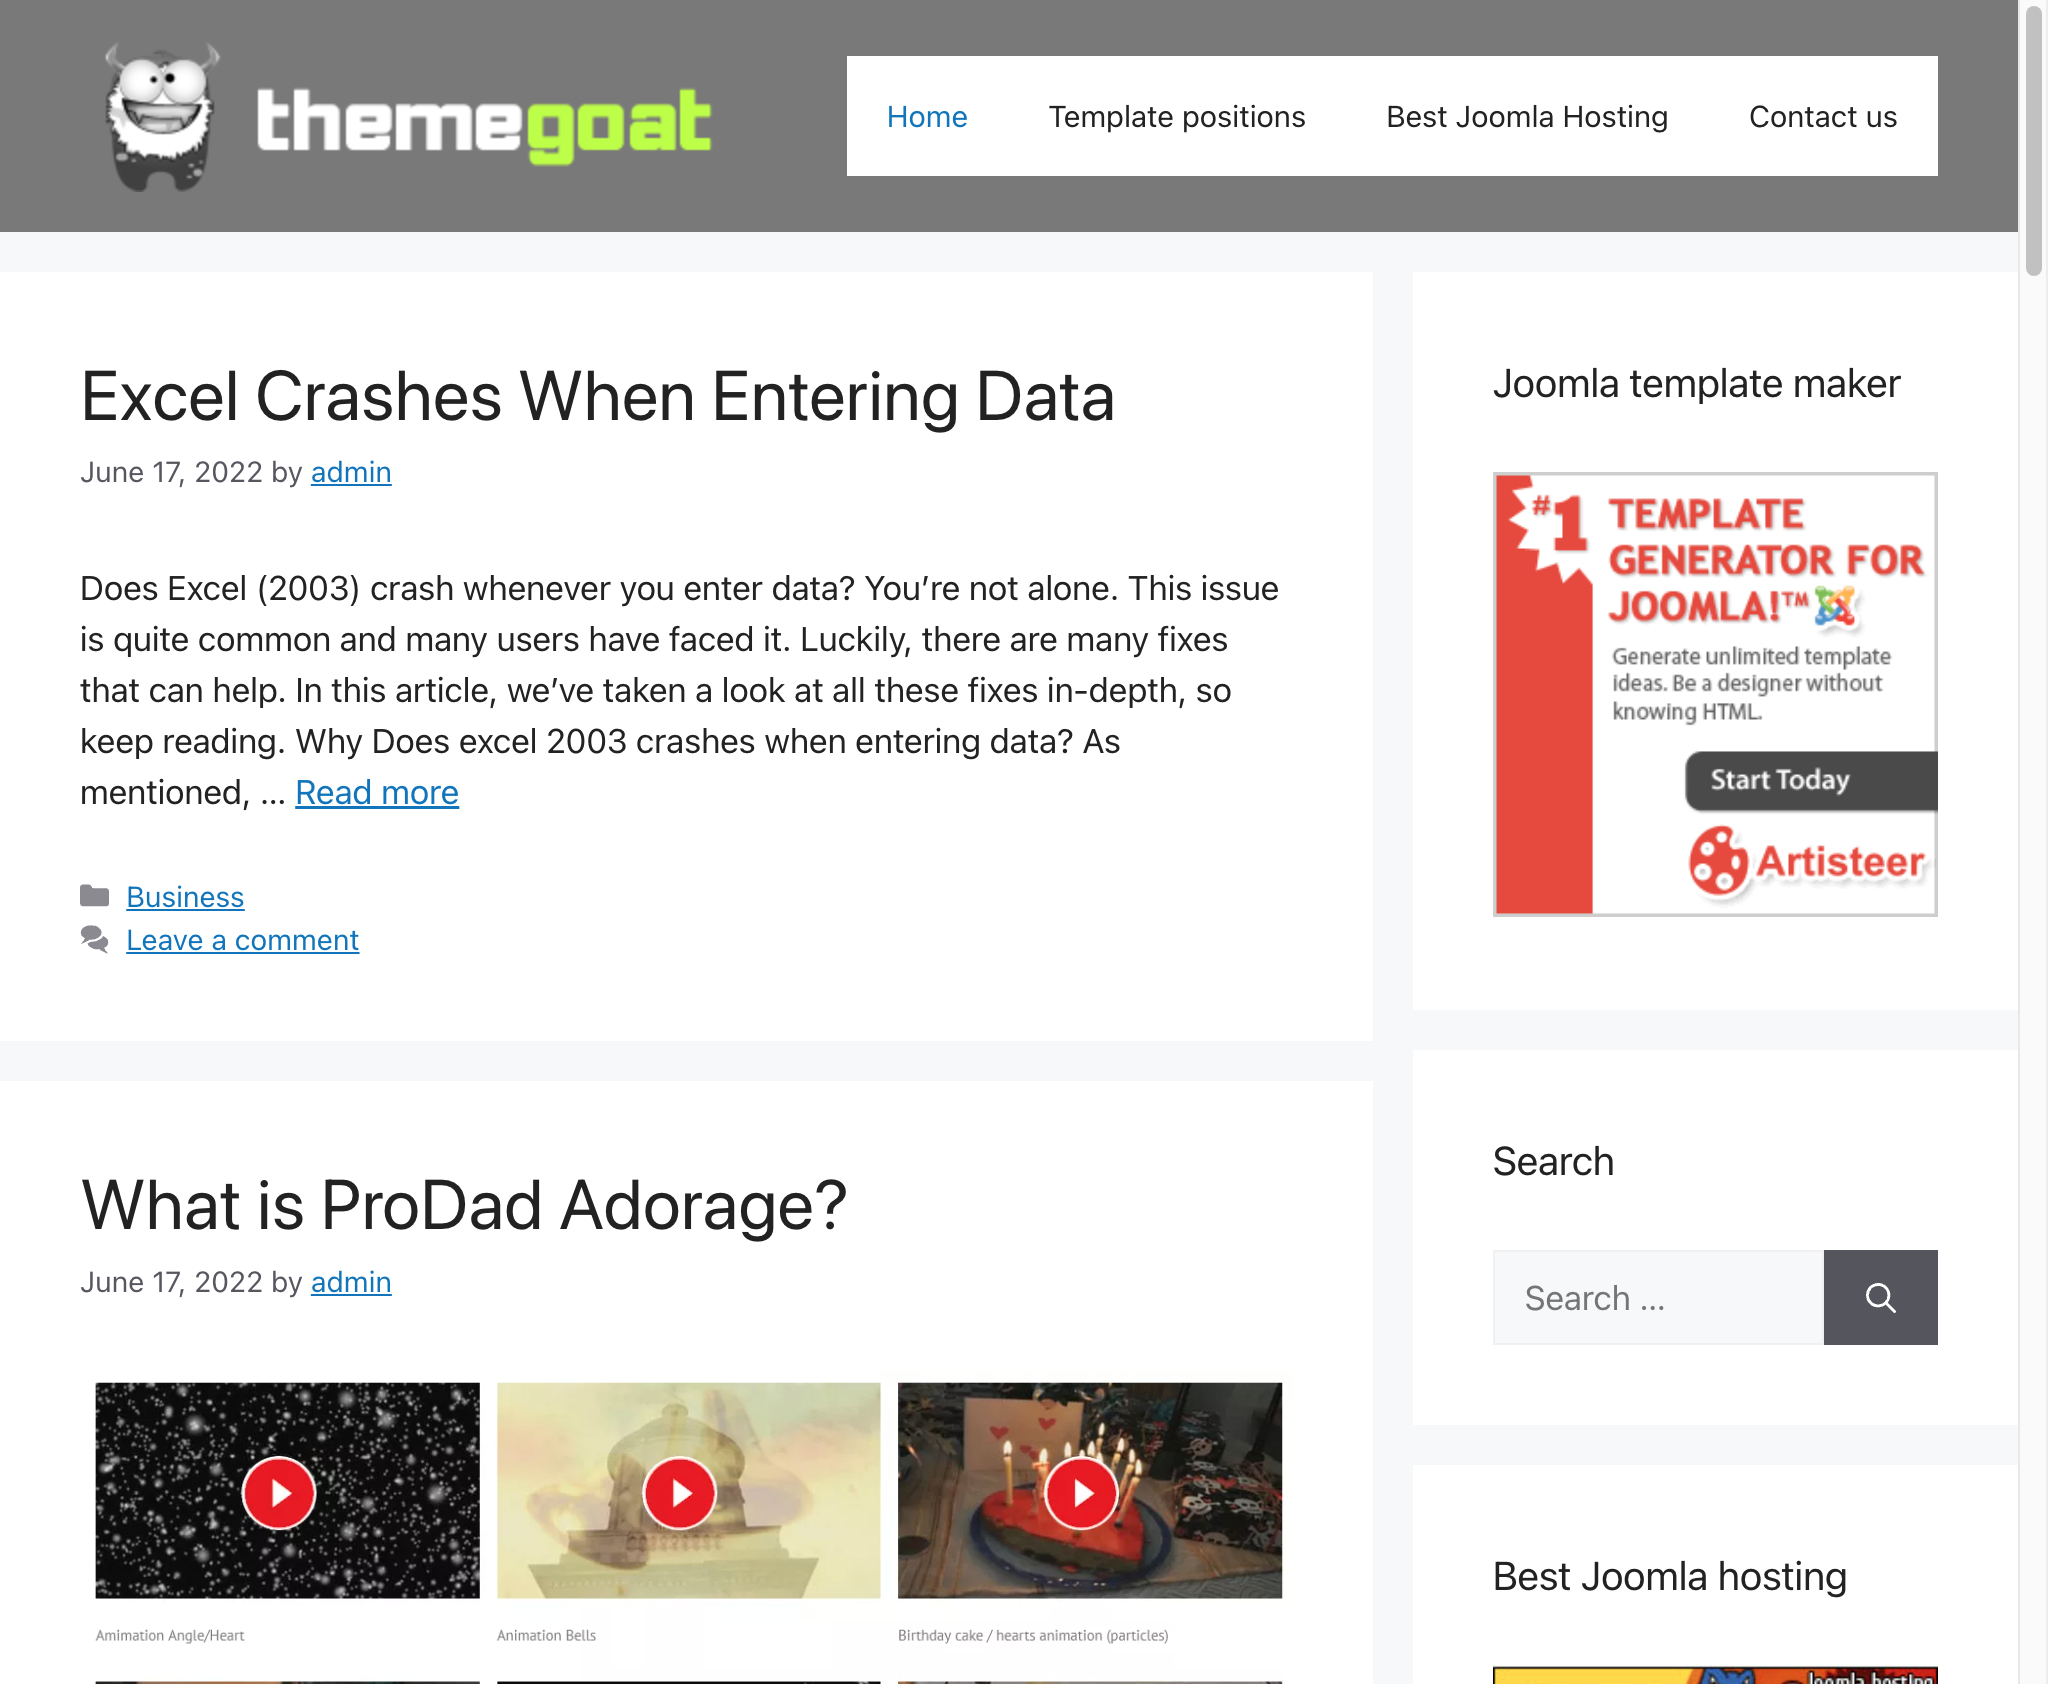 themegoat
Home
Template positions
Best Joomla Hosting
Contact us
Excel Crashes When Entering Data
June 17, 2022 by admin
Does Excel (2003) crash whenever you enter data? You’re not alone. This issue
is quite common and many users have faced it. Luckily, there are many fixes
that can help. In this article, we’ve taken a look at all these fixes in-depth, so
keep reading. Why Does excel 2003 crashes when entering data? As
mentioned, ... Read more
Business
Leave a comment
What is ProDad Adorage?
June 17, 2022 by admin
Amimation Angle/Heart
Animation Bells
Birthday cake / hearts animation (particles)
Joomla template maker
#1 TEMPLATE
GENERATOR FOR
JOOMLA!™
Generate unlimited template
ideas. Be a designer without
knowing HTML.
Start Today
Artisteer
Search
Search ...
Best Joomla hosting
Joomla hosting